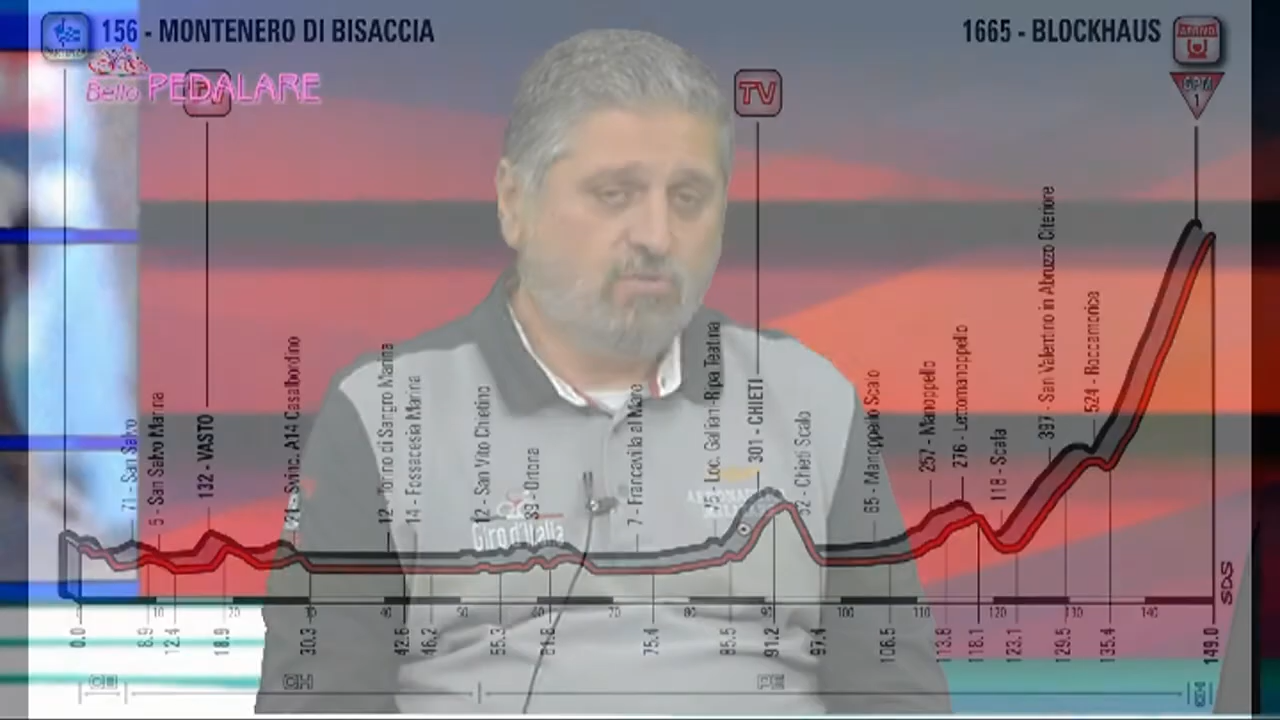 156 - MONTENERO DI BISACCIA
1665 - BLOCKHAUS
GPM
1
Bello PEDALARE
TV
71 - San Salvo
5 - San Salvo Marina
132 - VASTO
Svinc. A14 Casalbordino
12 - Torino di Sangro Marina
14 - Fossacesia Marina
12 - San Vito Chietino
Ortona
7 - Francavilla al Mare
Loc. Gallari-Ripa Teatina
301 - CHIETI
52 - Chieti Scalo
65 - Manoppello Scalo
257 - Manoppello
276 - Lettomanoppello
118 - Scafa
397 - San Valentino in Abruzzo Citeriore
524 - Roccamorice
Giro d'Italia
SDS
10 20 60 70 80 90 100 110 120 130 140
0.0 8.9 12.4 18.9 30.3 42.6 46.2 55.3 75.4 85.5 91.2 97.4 106.5 113.8 118.1 123.1 129.5 135.4 149.0
CH